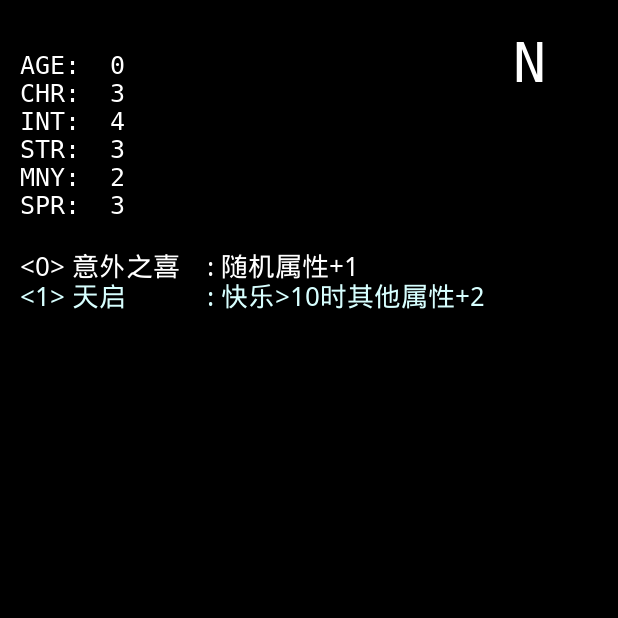 N
AGE: 0
CHR: 3
INT: 4
STR: 3
MNY: 2
SPR: 3
<0> 意外之喜 :随机属性+1
<1> 天启 :快乐>10时其他属性+2